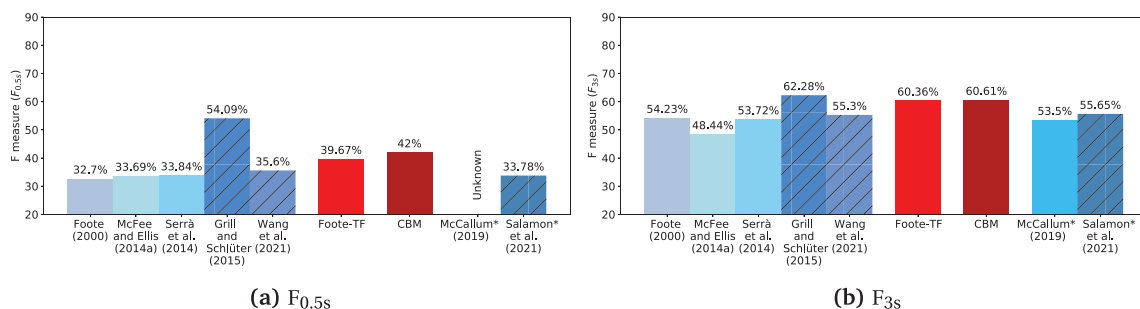 F measure (F0.5s)
90
80
70
60
50
40
30
20
32.7%
33.69%
33.84%
54.09%
35.6%
39.67%
42%
Unknown
33.78%
Foote
(2000)
McFee
and Ellis
(2014a)
Serrà
et al.
(2014)
Grill
and
Schlüter
(2015)
Wang
et al.
(2021)
Foote-TF
CBM
McCallum*
(2019)
Salamon*
et al.
(2021)
(a) F0.5s
F measure (F3s)
90
80
70
60
50
40
30
20
54.23%
48.44%
53.72%
62.28%
55.3%
60.36%
60.61%
53.5%
55.65%
Foote
(2000)
McFee
and Ellis
(2014a)
Serrà
et al.
(2014)
Grill
and
Schlüter
(2015)
Wang
et al.
(2021)
Foote-TF
CBM
McCallum*
(2019)
Salamon*
et al.
(2021)
(b) F3s